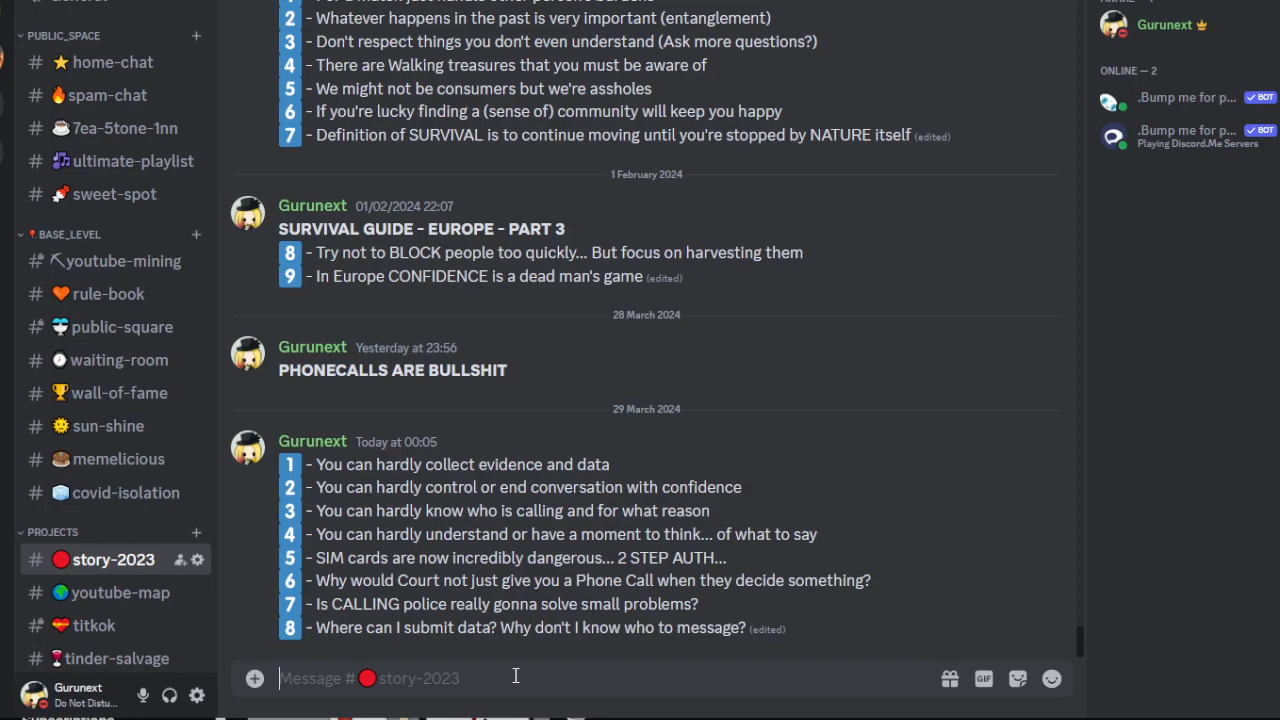 PUBLIC_SPACE
home-chat
spam-chat
7ea-5tone-1nn
ultimate-playlist
sweet-spot
BASE_LEVEL
youtube-mining
rule-book
public-square
waiting-room
wall-of-fame
sun-shine
memelicious
covid-isolation
PROJECTS
story-2023
youtube-map
titkok
tinder-salvage
Gurunext
Do Not Distu...
2 - Whatever happens in the past is very important (entanglement)
3 - Don't respect things you don't even understand (Ask more questions?)
4 - There are Walking treasures that you must be aware of
5 - We might not be consumers but we're assholes
6 - If you're lucky finding a (sense of) community will keep you happy
7 - Definition of SURVIVAL is to continue moving until you're stopped by NATURE itself (edited)
1 February 2024
Gurunext 01/02/2024 22:07
SURVIVAL GUIDE - EUROPE - PART 3
8 - Try not to BLOCK people too quickly... But focus on harvesting them
9 - In Europe CONFIDENCE is a dead man's game (edited)
28 March 2024
Gurunext Yesterday at 23:56
PHONECALLS ARE BULLSHIT
29 March 2024
Gurunext Today at 00:05
1 - You can hardly collect evidence and data
2 - You can hardly control or end conversation with confidence
3 - You can hardly know who is calling and for what reason
4 - You can hardly understand or have a moment to think... of what to say
5 - SIM cards are now incredibly dangerous... 2 STEP AUTH...
6 - Why would Court not just give you a Phone Call when they decide something?
7 - Is CALLING police really gonna solve small problems?
8 - Where can I submit data? Why don't I know who to message? (edited)
Message # story-2023
GIF
Gurunext
ONLINE — 2
.Bump me for p... BOT
.Bump me for p... BOT
Playing Discord.Me Servers